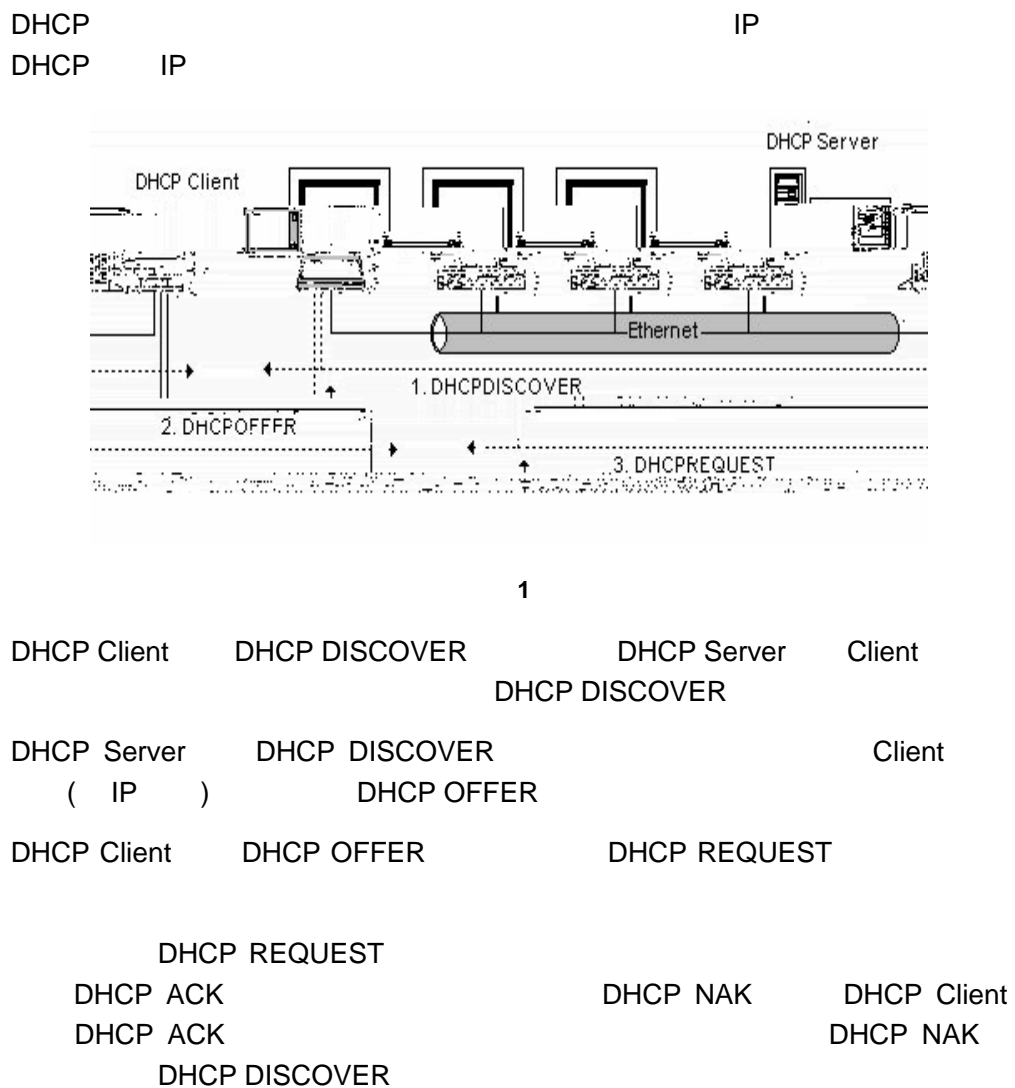 DHCP IP
DHCP IP
DHCP Server
DHCP Client
Ethernet
1. DHCPDISCOVER
2. DHCPOFFFR
3. DHCPREQUEST
1
DHCP Client DHCP DISCOVER DHCP Server Client
DHCP DISCOVER
DHCP Server DHCP DISCOVER Client
( IP ) DHCP OFFER
DHCP Client DHCP OFFER DHCP REQUEST
DHCP REQUEST
DHCP ACK DHCP NAK DHCP Client
DHCP ACK DHCP NAK
DHCP DISCOVER